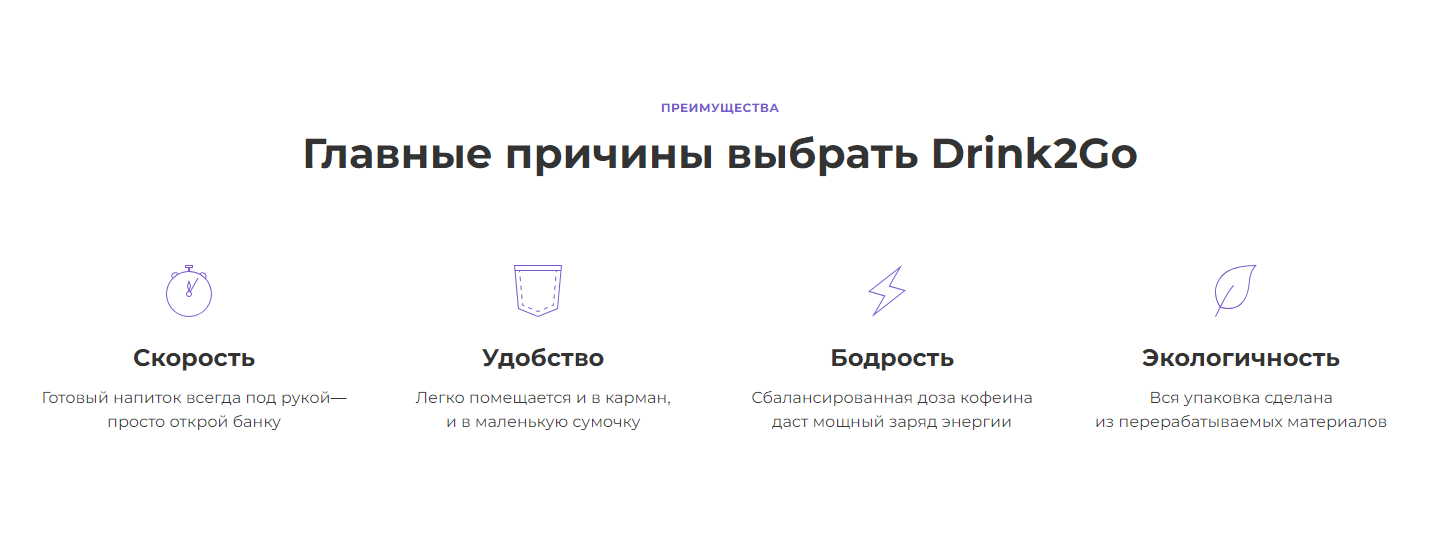 ПРЕИМУЩЕСТВА
Главные причины выбрать Drink2Go
Скорость
Готовый напиток всегда под рукой—
просто открой банку
Удобство
Легко помещается и в карман,
и в маленькую сумочку
Бодрость
Сбалансированная доза кофеина
даст мощный заряд энергии
Экологичность
Вся упаковка сделана
из перерабатываемых материалов